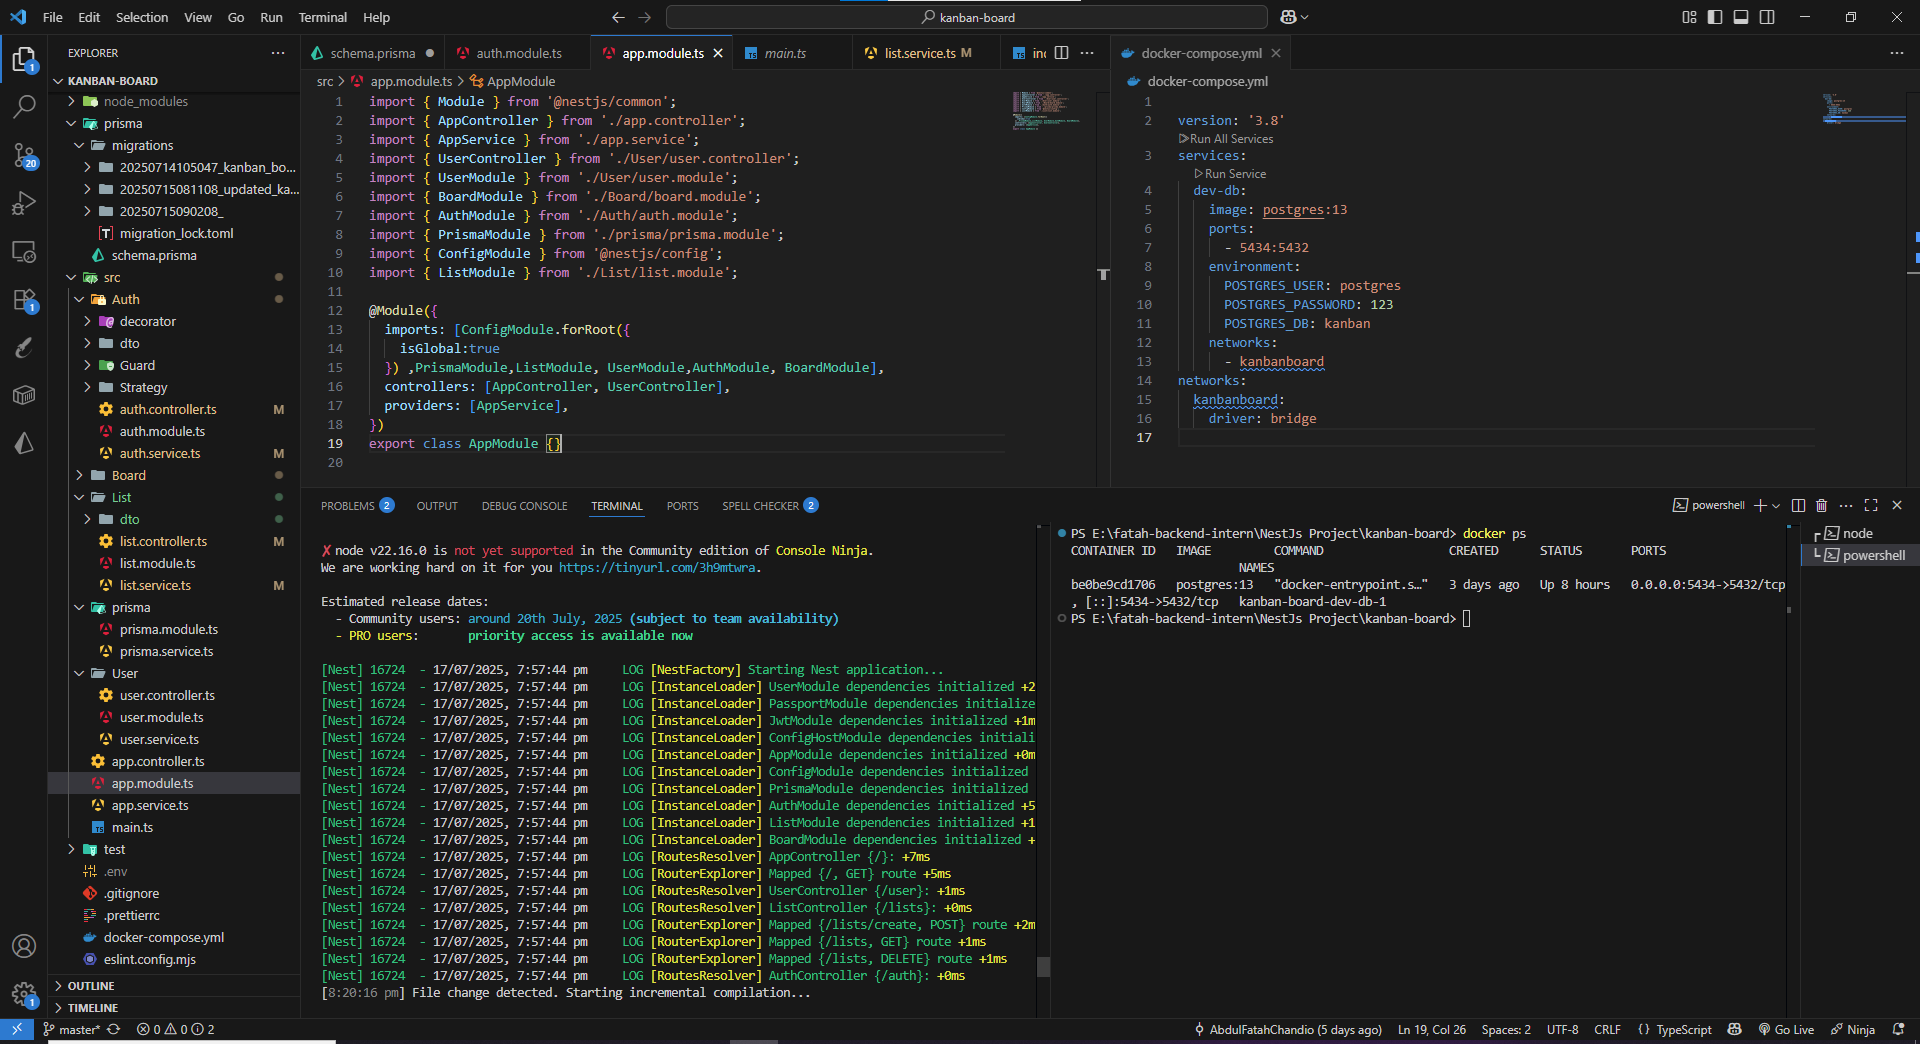 File Edit Selection View Go Run Terminal Help
kanban-board
EXPLORER
KANBAN-BOARD
node_modules
prisma
migrations
20250714105047_kanban_bo...
20250715081108_updated_ka...
20250715090208_
migration_lock.toml
schema.prisma
src
Auth
decorator
dto
Guard
Strategy
auth.controller.ts M
auth.module.ts
auth.service.ts M
Board
List
dto
list.controller.ts M
list.module.ts
list.service.ts M
prisma
prisma.module.ts
prisma.service.ts
User
user.controller.ts
user.module.ts
user.service.ts
app.controller.ts
app.module.ts
app.service.ts
main.ts
test
.env
.gitignore
.prettierrc
docker-compose.yml
eslint.config.mjs
OUTLINE
TIMELINE
1
20
1
1
schema.prisma auth.module.ts app.module.ts main.ts list.service.ts M
src > app.module.ts > AppModule
1 import { Module } from '@nestjs/common';
2 import { AppController } from './app.controller';
3 import { AppService } from './app.service';
4 import { UserController } from './User/user.controller';
5 import { UserModule } from './User/user.module';
6 import { BoardModule } from './Board/board.module';
7 import { AuthModule } from './Auth/auth.module';
8 import { PrismaModule } from './prisma/prisma.module';
9 import { ConfigModule } from '@nestjs/config';
10 import { ListModule } from './List/list.module';
11
12 @Module({
13 imports: [ConfigModule.forRoot({
14 isGlobal:true
15 }) ,PrismaModule,ListModule, UserModule,AuthModule, BoardModule],
16 controllers: [AppController, UserController],
17 providers: [AppService],
18 })
19 export class AppModule {}
20
docker-compose.yml
docker-compose.yml
1
2 version: '3.8'
Run All Services
3 services:
Run Service
4 dev-db:
5 image: postgres:13
6 ports:
7 - 5434:5432
8 environment:
9 POSTGRES_USER: postgres
10 POSTGRES_PASSWORD: 123
11 POSTGRES_DB: kanban
12 networks:
13 - kanbanboard
14 networks:
15 kanbanboard:
16 driver: bridge
17
PROBLEMS 2 OUTPUT DEBUG CONSOLE TERMINAL PORTS SPELL CHECKER 2
powershell
✗ node v22.16.0 is not yet supported in the Community edition of Console Ninja.
We are working hard on it for you https://tinyurl.com/3h9mtwra.
Estimated release dates:
- Community users: around 20th July, 2025 (subject to team availability)
- PRO users: priority access is available now
[Nest] 16724 - 17/07/2025, 7:57:44 pm LOG [NestFactory] Starting Nest application...
[Nest] 16724 - 17/07/2025, 7:57:44 pm LOG [InstanceLoader] UserModule dependencies initialized +2
[Nest] 16724 - 17/07/2025, 7:57:44 pm LOG [InstanceLoader] PassportModule dependencies initialize
[Nest] 16724 - 17/07/2025, 7:57:44 pm LOG [InstanceLoader] JwtModule dependencies initialized +1m
[Nest] 16724 - 17/07/2025, 7:57:44 pm LOG [InstanceLoader] ConfigHostModule dependencies initiali
[Nest] 16724 - 17/07/2025, 7:57:44 pm LOG [InstanceLoader] AppModule dependencies initialized +0m
[Nest] 16724 - 17/07/2025, 7:57:44 pm LOG [InstanceLoader] ConfigModule dependencies initialized
[Nest] 16724 - 17/07/2025, 7:57:44 pm LOG [InstanceLoader] PrismaModule dependencies initialized
[Nest] 16724 - 17/07/2025, 7:57:44 pm LOG [InstanceLoader] AuthModule dependencies initialized +5
[Nest] 16724 - 17/07/2025, 7:57:44 pm LOG [InstanceLoader] ListModule dependencies initialized +1
[Nest] 16724 - 17/07/2025, 7:57:44 pm LOG [InstanceLoader] BoardModule dependencies initialized +
[Nest] 16724 - 17/07/2025, 7:57:44 pm LOG [RoutesResolver] AppController {/}: +7ms
[Nest] 16724 - 17/07/2025, 7:57:44 pm LOG [RouterExplorer] Mapped {/, GET} route +5ms
[Nest] 16724 - 17/07/2025, 7:57:44 pm LOG [RoutesResolver] UserController {/user}: +1ms
[Nest] 16724 - 17/07/2025, 7:57:44 pm LOG [RoutesResolver] ListController {/lists}: +0ms
[Nest] 16724 - 17/07/2025, 7:57:44 pm LOG [RouterExplorer] Mapped {/lists/create, POST} route +2m
[Nest] 16724 - 17/07/2025, 7:57:44 pm LOG [RouterExplorer] Mapped {/lists, GET} route +1ms
[Nest] 16724 - 17/07/2025, 7:57:44 pm LOG [RouterExplorer] Mapped {/lists, DELETE} route +1ms
[Nest] 16724 - 17/07/2025, 7:57:44 pm LOG [RoutesResolver] AuthController {/auth}: +0ms
[8:20:16 pm] File change detected. Starting incremental compilation...
PS E:\fatah-backend-intern\NestJs Project\kanban-board> docker ps
CONTAINER ID IMAGE COMMAND CREATED STATUS PORTS
NAMES
be0be9cd1706 postgres:13 "docker-entrypoint.s…" 3 days ago Up 8 hours 0.0.0.0:5434->5432/tcp
, [::]:5434->5432/tcp kanban-board-dev-db-1
PS E:\fatah-backend-intern\NestJs Project\kanban-board>
node
powershell
master* 0 0 2
AbdulFatahChandio (5 days ago) Ln 19, Col 26 Spaces: 2 UTF-8 CRLF {} TypeScript Go Live Ninja